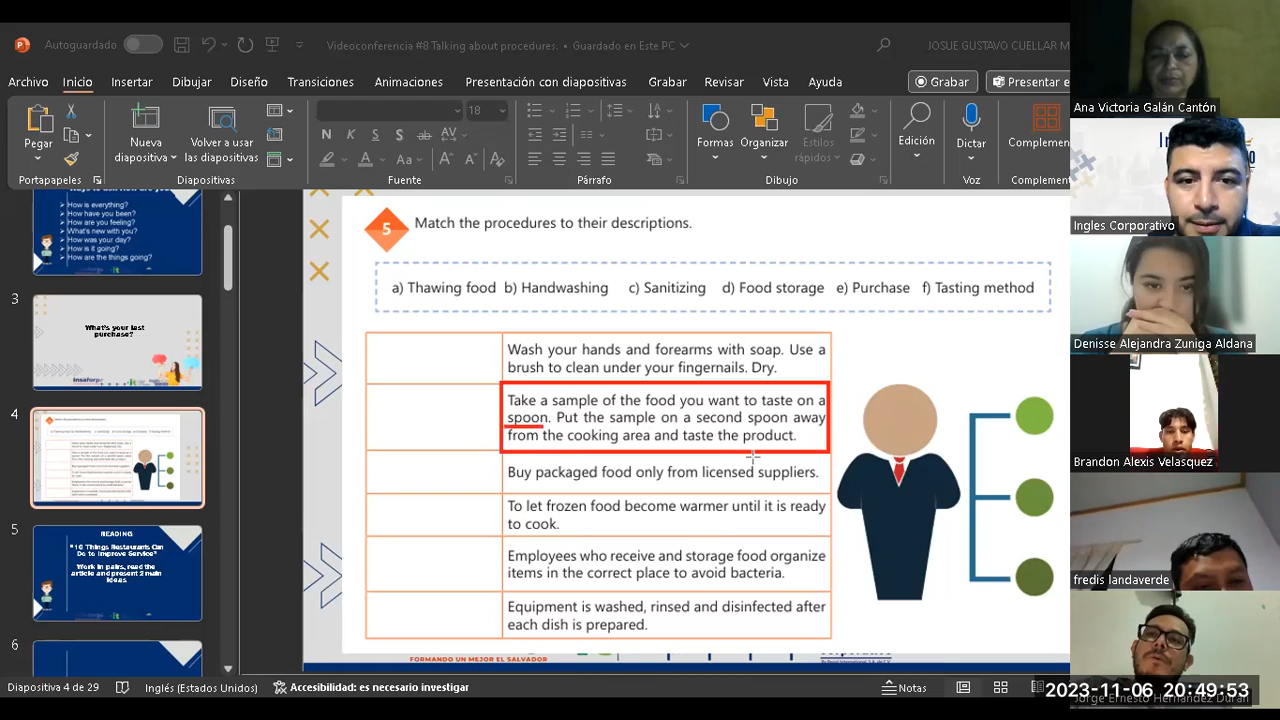 Autoguardado
Videoconferencia #8 Talking about procedures. • Guardado en Este PC
JOSUE GUSTAVO CUELLAR M
Archivo Inicio Insertar Dibujar Diseño Transiciones Animaciones Presentación con diapositivas Grabar Revisar Vista Ayuda
Grabar
Presentar e
Pegar
Nueva diapositiva
Volver a usar las diapositivas
18
N K S ab AV
Aa A A A
Formas
Organizar
Estilos rápidos
Edición
Dictar
Complemen
Portapapeles
Diapositivas
Fuente
Párrafo
Dibujo
Voz
Complement
How is everything?
How have you been?
How are you feeling?
What's new with you?
How was your day?
How is it going?
How are the things going?
3
What's your last
purchase?
insaforp
4
5
READING
"10 Things Restaurants Can
Do to Improve Service"
Work in pairs, read the
article and present 2 main
ideas
6
5
Match the procedures to their descriptions.
a) Thawing food b) Handwashing c) Sanitizing d) Food storage e) Purchase f) Tasting method
Wash your hands and forearms with soap. Use a
brush to clean under your fingernails. Dry.
Take a sample of the food you want to taste on a
spoon. Put the sample on a second spoon away
from the cooking area and taste the product.
Buy packaged food only from licensed suppliers.
To let frozen food become warmer until it is ready
to cook.
Employees who receive and storage food organize
items in the correct place to avoid bacteria.
Equipment is washed, rinsed and disinfected after
each dish is prepared.
FORMANDO UN MEJOR EL SALVADOR
Diapositiva 4 de 29
Inglés (Estados Unidos)
Accesibilidad: es necesario investigar
Notas
Ana Victoria Galán Cantón
Ingles Corporativo
Denisse Alejandra Zuniga Aldana
Brandon Alexis Velasquez
fredis landaverde
Jorge Ernesto Hernandez Duran
2023-11-06 20:49:53